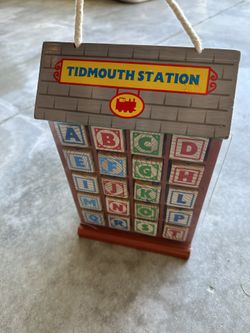 TIDMOUTH STATION
A B C D
E F G H
I J K L
M N O P
Q R S T